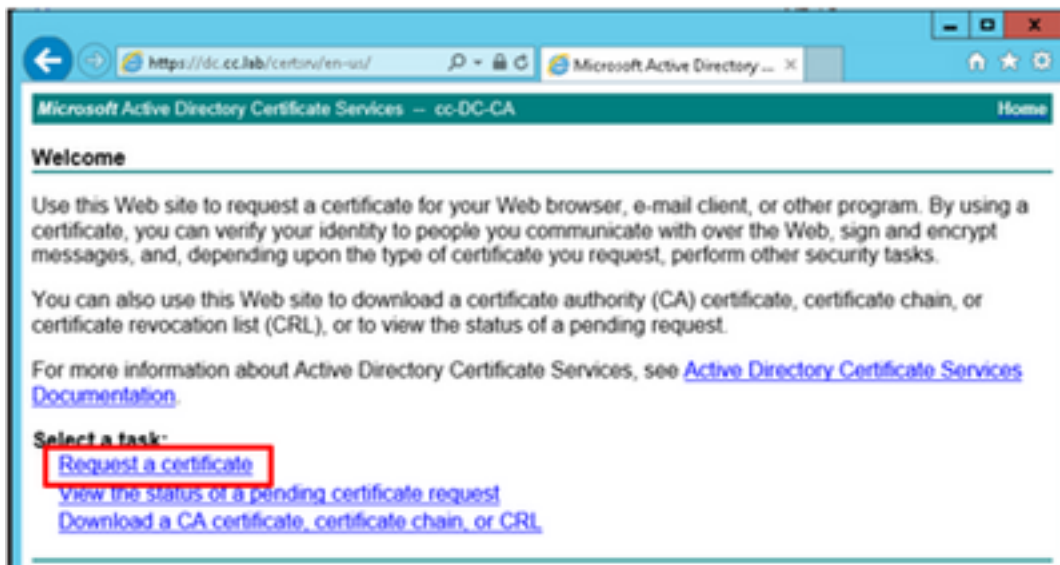 https://dc.cc.lab/certsrv/en-us/
Microsoft Active Directory ...
Microsoft Active Directory Certificate Services -- cc-DC-CA
Home
Welcome
Use this Web site to request a certificate for your Web browser, e-mail client, or other program. By using a
certificate, you can verify your identity to people you communicate with over the Web, sign and encrypt
messages, and, depending upon the type of certificate you request, perform other security tasks.
You can also use this Web site to download a certificate authority (CA) certificate, certificate chain, or
certificate revocation list (CRL), or to view the status of a pending request.
For more information about Active Directory Certificate Services, see Active Directory Certificate Services
Documentation.
Select a task:
Request a certificate
View the status of a pending certificate request
Download a CA certificate, certificate chain, or CRL